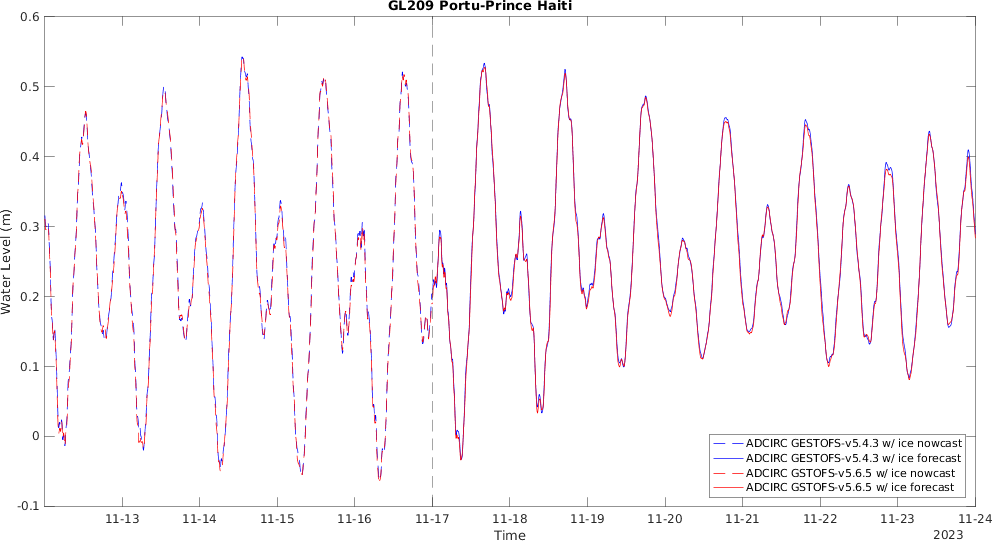 GL209 Portu-Prince Haiti
0.6
0.5
0.4
0.3
0.2
0.1
0
-0.1
Water Level (m)
ADCIRC GESTOFS-v5.4.3 w/ ice nowcast
ADCIRC GESTOFS-v5.4.3 w/ ice forecast
ADCIRC GSTOFS-v5.6.5 w/ ice nowcast
ADCIRC GSTOFS-v5.6.5 w/ ice forecast
11-13 11-14 11-15 11-16 11-17 11-18 11-19 11-20 11-21 11-22 11-23 11-24
Time
2023